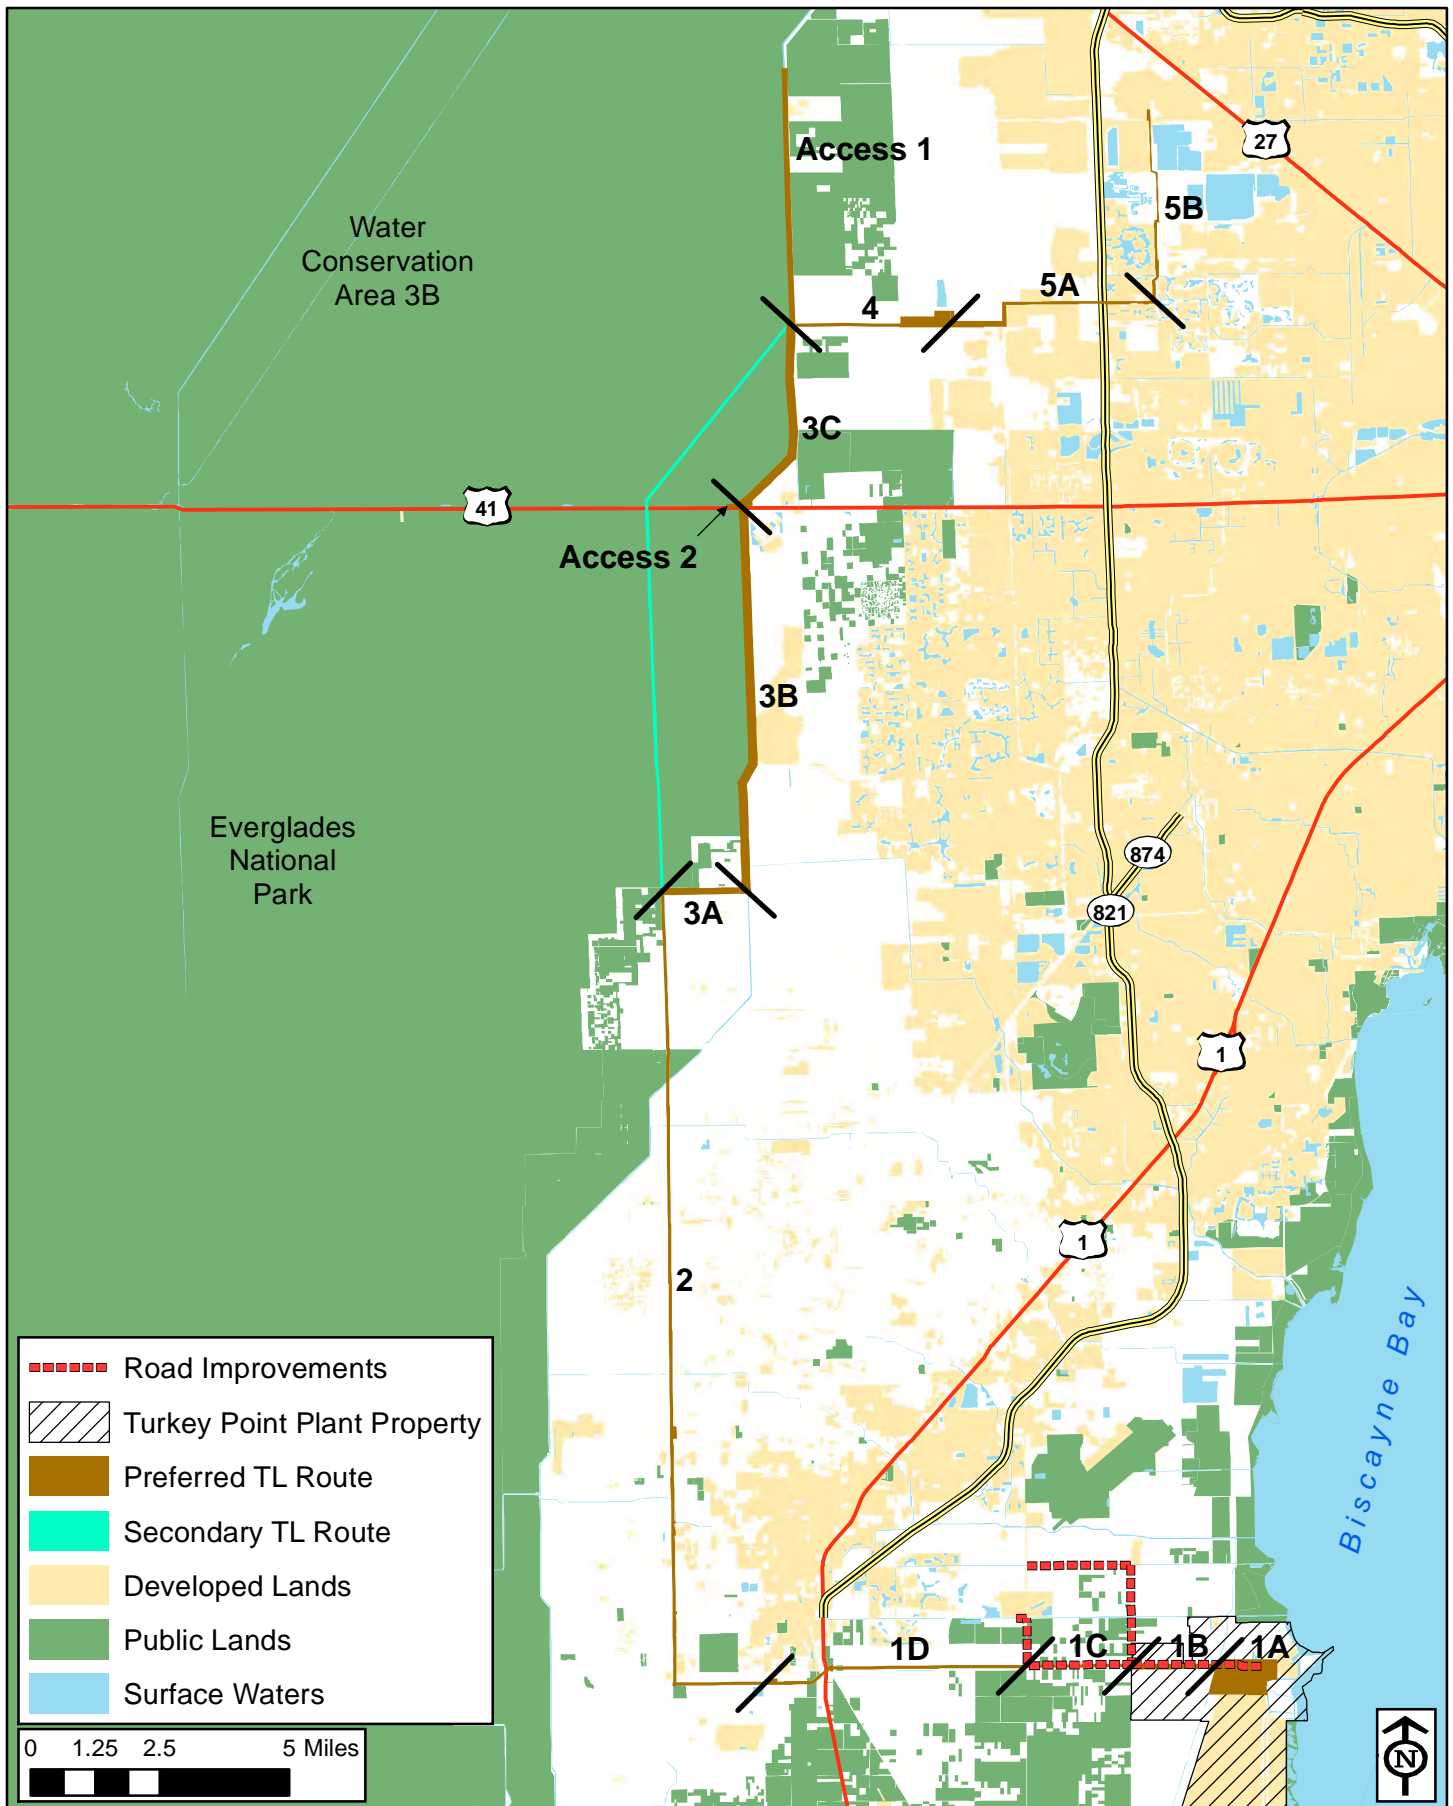 Access 1
27
5B
Water
Conservation
Area 3B
5A
4
3C
41
Access 2
3B
Everglades
National
Park
874
821
3A
1
1
2
Biscayne Bay
Road Improvements
Turkey Point Plant Property
Preferred TL Route
Secondary TL Route
Developed Lands
Public Lands
Surface Waters
1D
1C
1B
1A
0 1.25 2.5 5 Miles
N